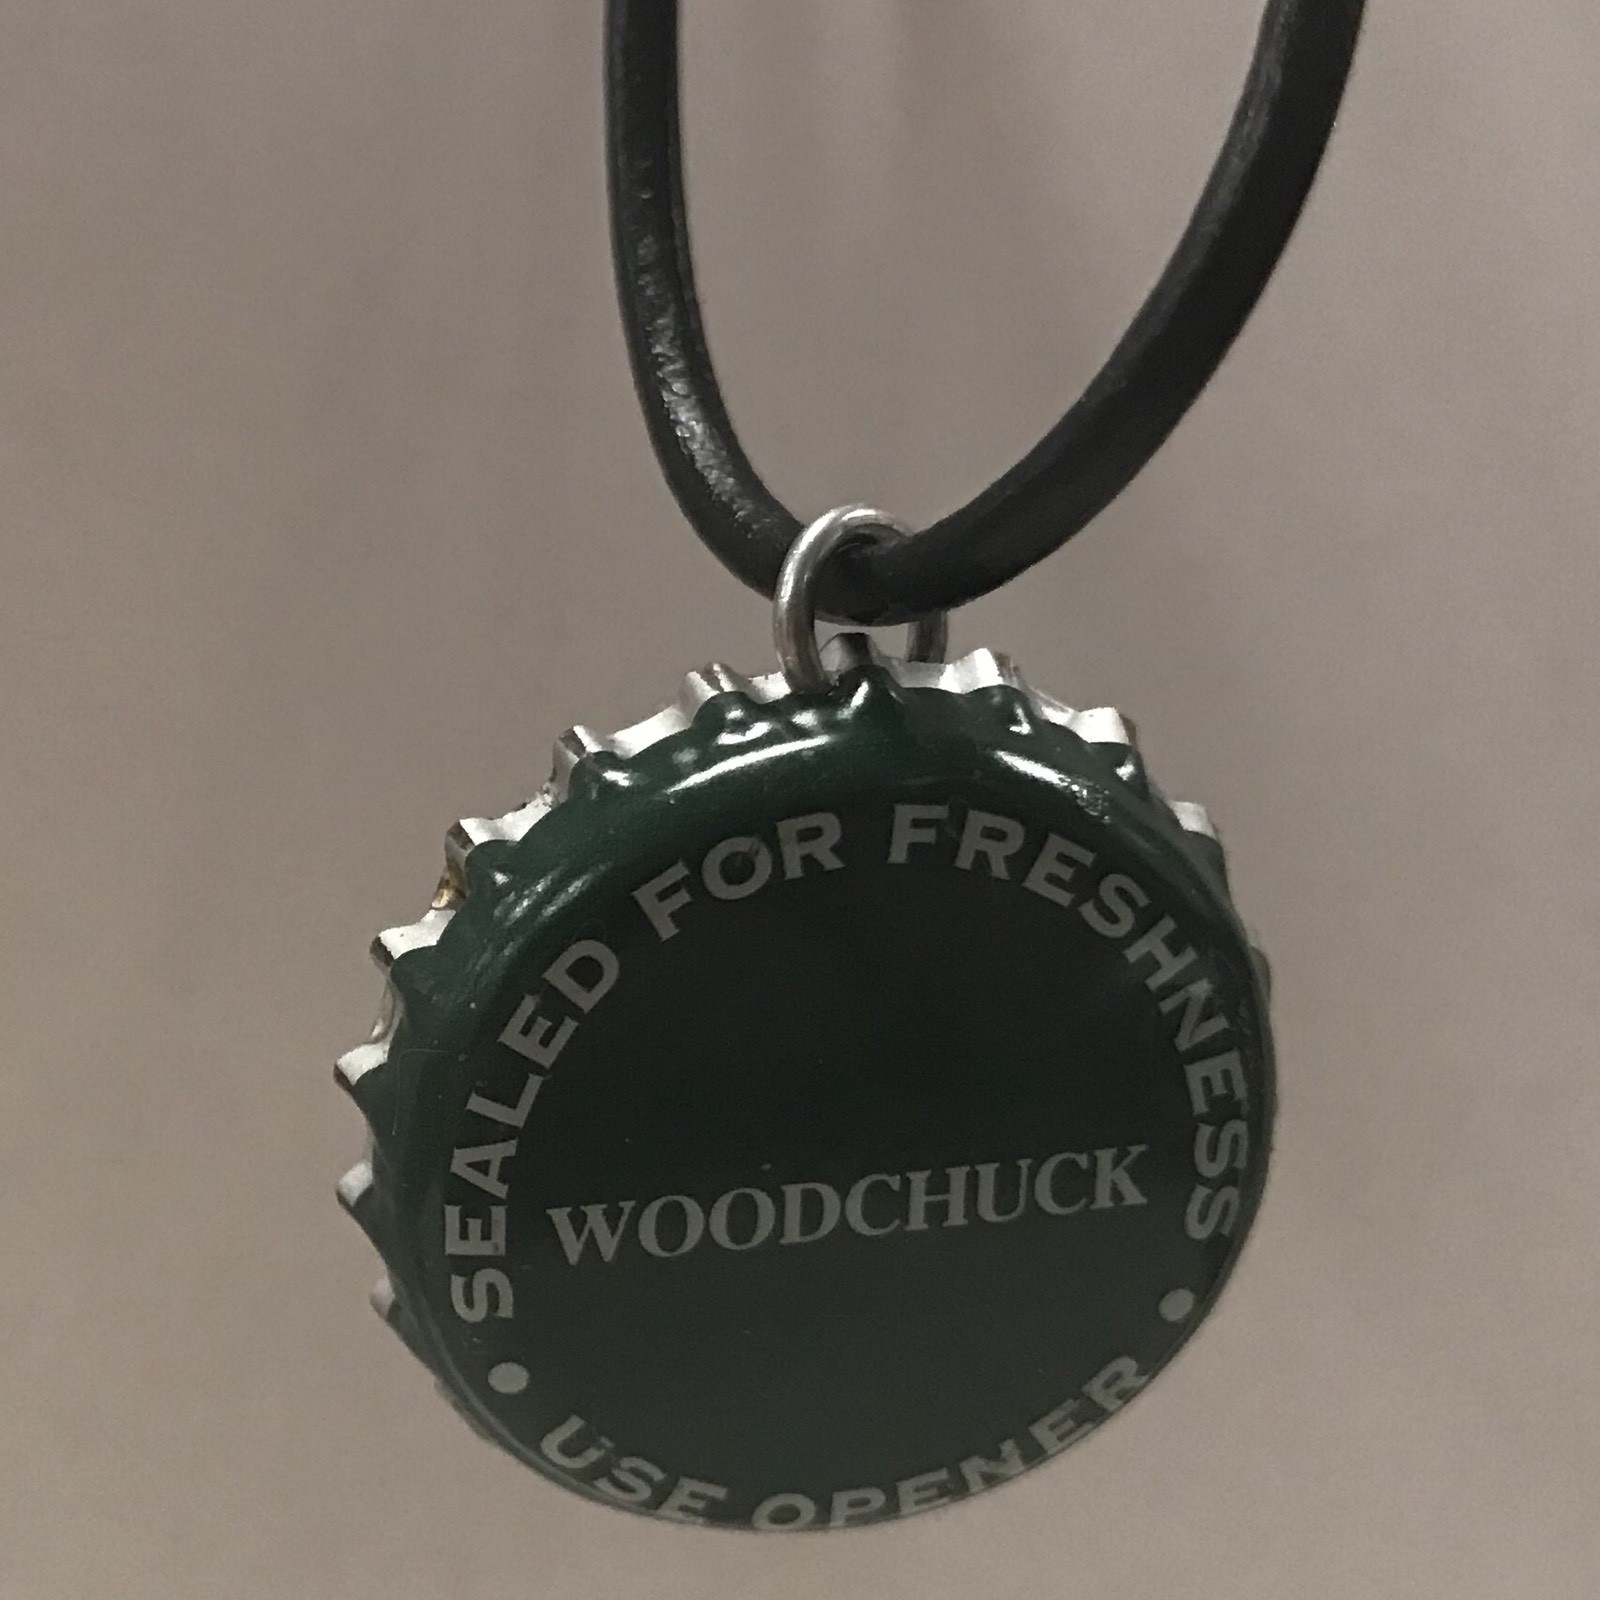 SEALED FOR FRESHNESS
WOODCHUCK
• USE OPENER •